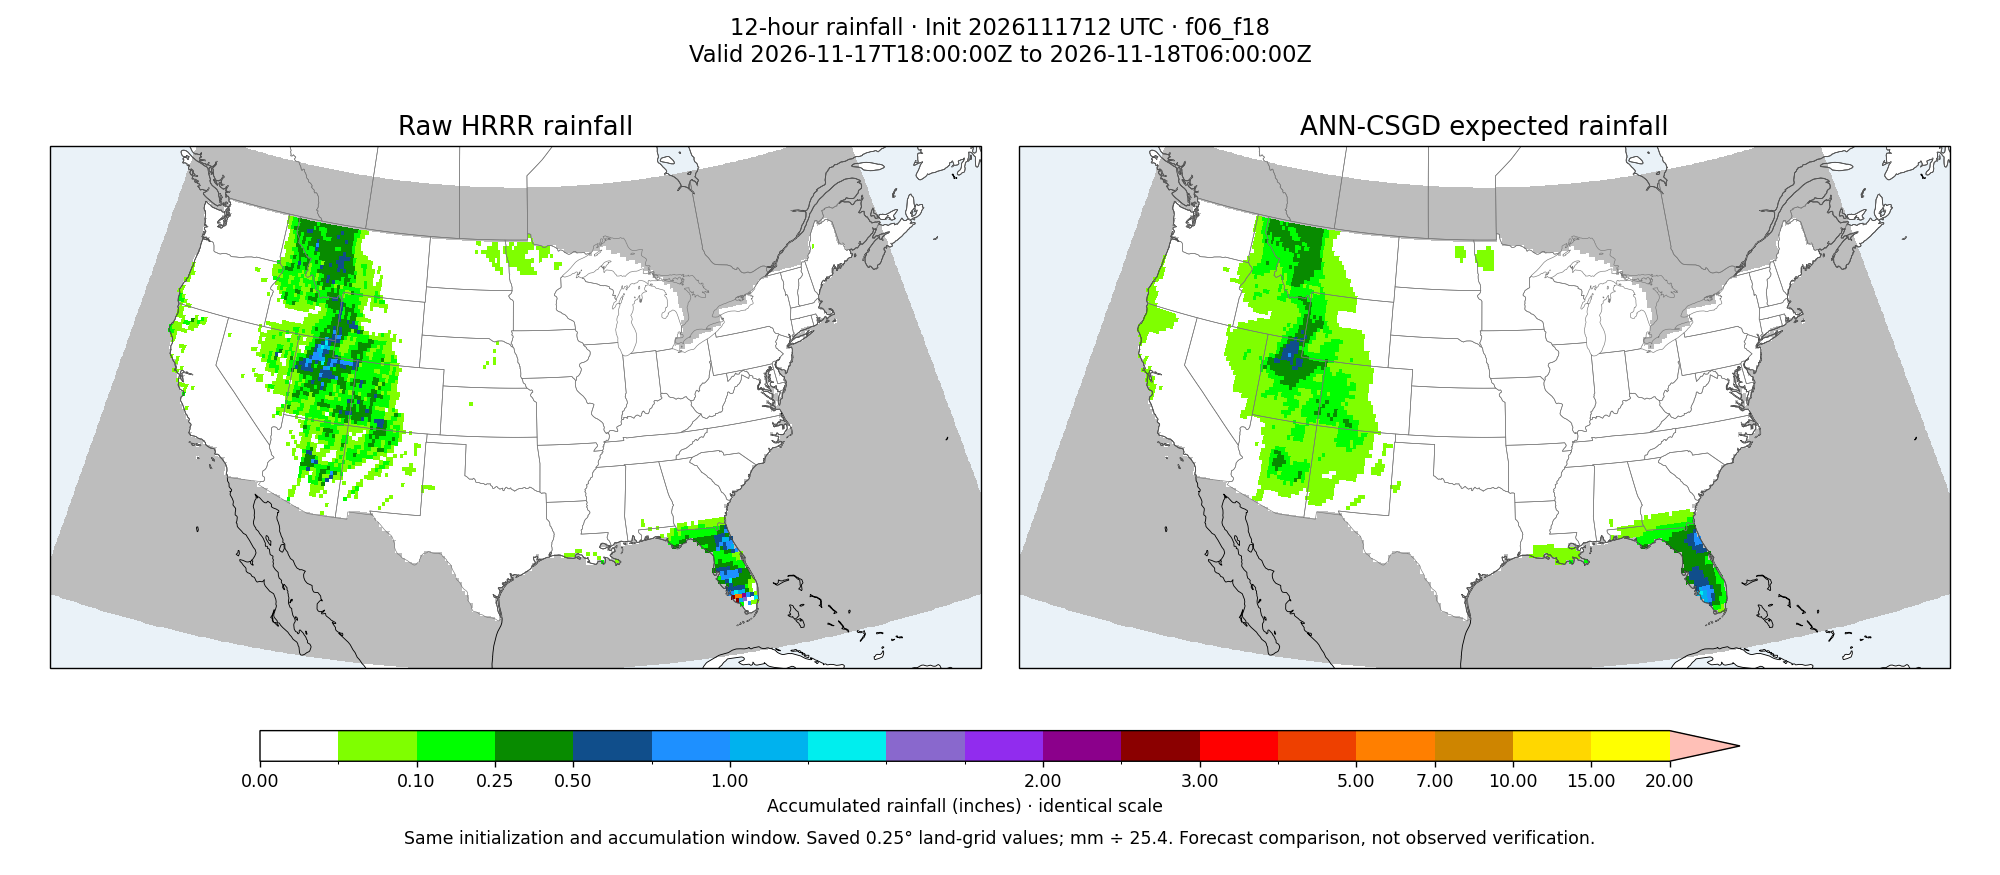 12-hour rainfall · Init 2026111712 UTC · f06_f18
Valid 2026-11-17T18:00:00Z to 2026-11-18T06:00:00Z
Raw HRRR rainfall
ANN-CSGD expected rainfall
0.00 0.10 0.25 0.50 1.00 2.00 3.00 5.00 7.00 10.00 15.00 20.00
Accumulated rainfall (inches) · identical scale
Same initialization and accumulation window. Saved 0.25° land-grid values; mm ÷ 25.4. Forecast comparison, not observed verification.